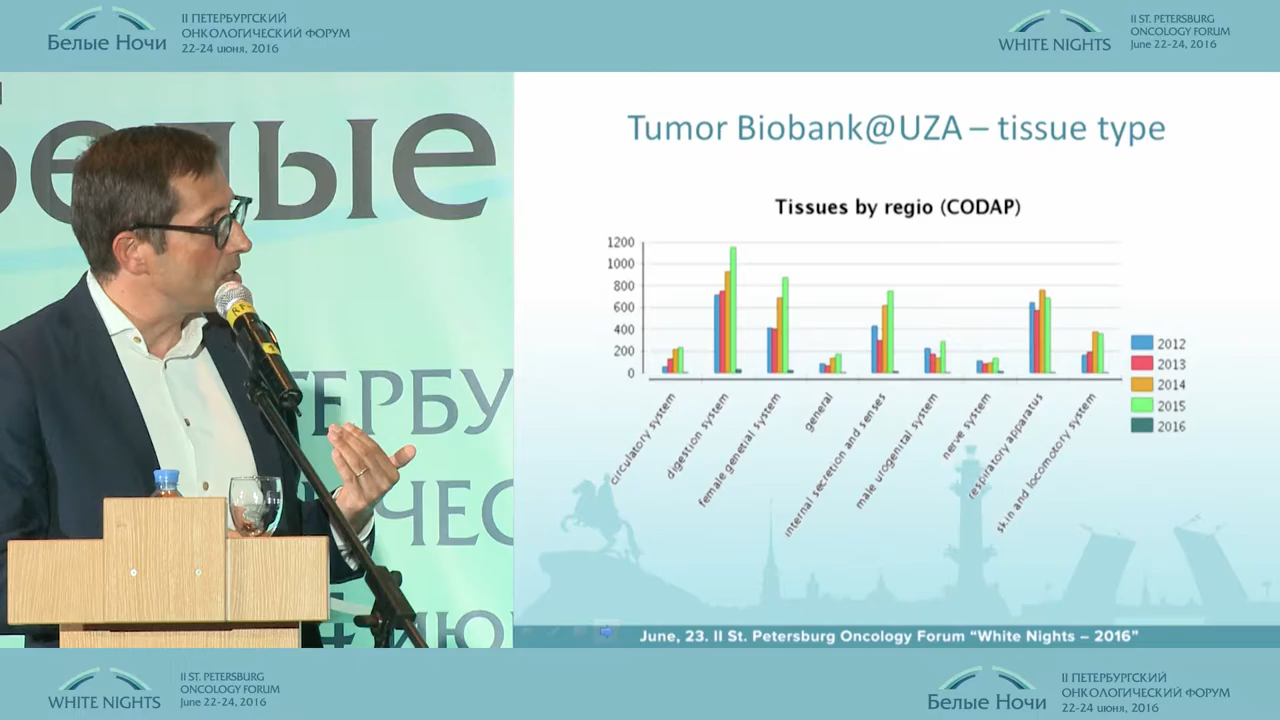 Белые Ночи
II ПЕТЕРБУРГСКИЙ
ОНКОЛОГИЧЕСКИЙ ФОРУМ
22-24 июня, 2016
WHITE NIGHTS
II ST. PETERSBURG
ONCOLOGY FORUM
June 22-24, 2016
Белые
ТЕРБУ
ЧЕС
ИЮ
Tumor Biobank@UZA – tissue type
Tissues by regio (CODAP)
1200
1000
800
600
400
200
0
circulatory system
digestion system
female genetial system
general
internal secretion and senses
male urogenital system
nerve system
respiratory apparatus
skin and locomotory system
2012
2013
2014
2015
2016
June, 23. II St. Petersburg Oncology Forum “White Nights – 2016”
WHITE NIGHTS
II ST. PETERSBURG
ONCOLOGY FORUM
June 22-24, 2016
Белые Ночи
II ПЕТЕРБУРГСКИЙ
ОНКОЛОГИЧЕСКИЙ ФОРУМ
22-24 июня, 2016